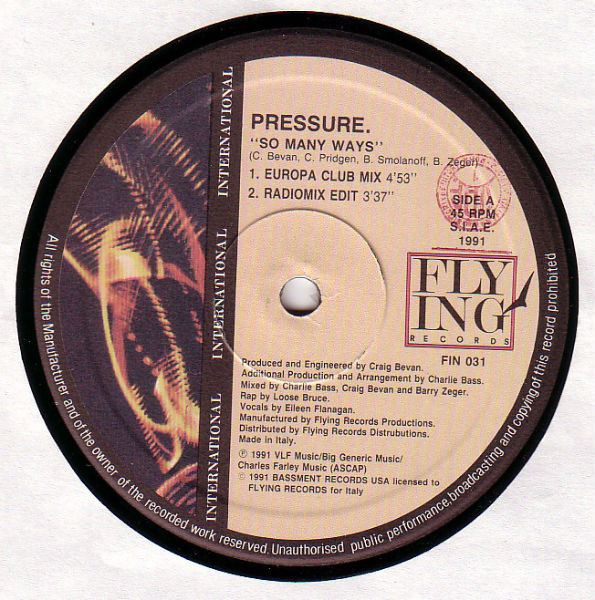 PRESSURE.
"SO MANY WAYS"
(C. Bevan, C. Pridgen, B. Smolanoff, B. Zeger)
1. EUROPA CLUB MIX 4'53"
2. RADIOMIX EDIT 3'37"
SIDE A
45 RPM
S.I.A.E.
1991
FLY
ING
RECORDS
FIN 031
Produced and Engineered by Craig Bevan.
Additional Production and Arrangement by Charlie Bass.
Mixed by Charlie Bass, Craig Bevan and Barry Zeger.
Rap by Loose Bruce.
Vocals by Eileen Flanagan.
Manufactured by Flying Records Productions.
Distributed by Flying Records Distrubutions.
Made in Italy.
℗ 1991 VLF Music/Big Generic Music/
Charles Farley Music (ASCAP)
© 1991 BASSMENT RECORDS USA licensed to
FLYING RECORDS for Italy
INTERNATIONAL
INTERNATIONAL
INTERNATIONAL
All rights of the Manufacturer and of the owner of the recorded work reserved. Unauthorised public performance, broadcasting and copying of this record prohibited